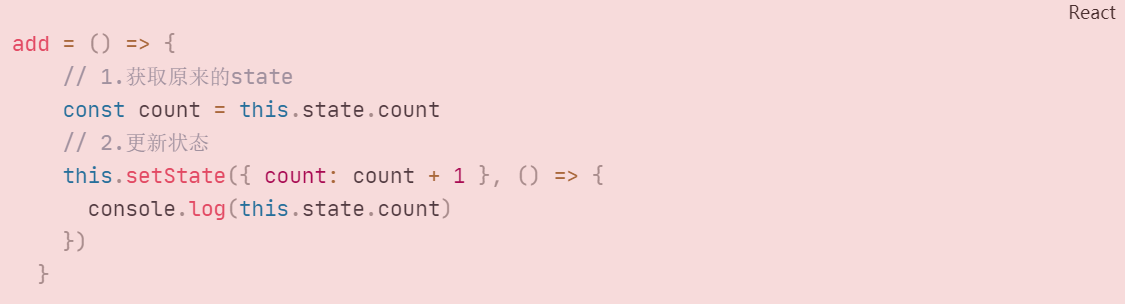 React
add = () => {
    // 1.获取原来的state
    const count = this.state.count
    // 2.更新状态
    this.setState({ count: count + 1 }, () => {
      console.log(this.state.count)
    })
  }